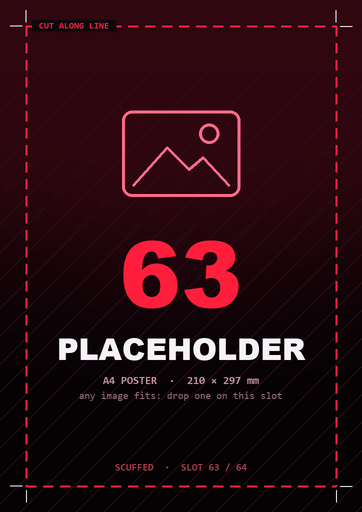 CUT ALONG LINE
63
PLACEHOLDER
A4 POSTER · 210 × 297 mm
any image fits: drop one on this slot
SCUFFED · SLOT 63 / 64